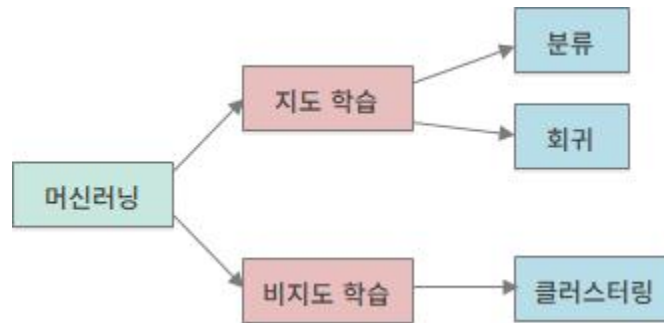 머신러닝
지도 학습
분류
회귀
비지도 학습
클러스터링